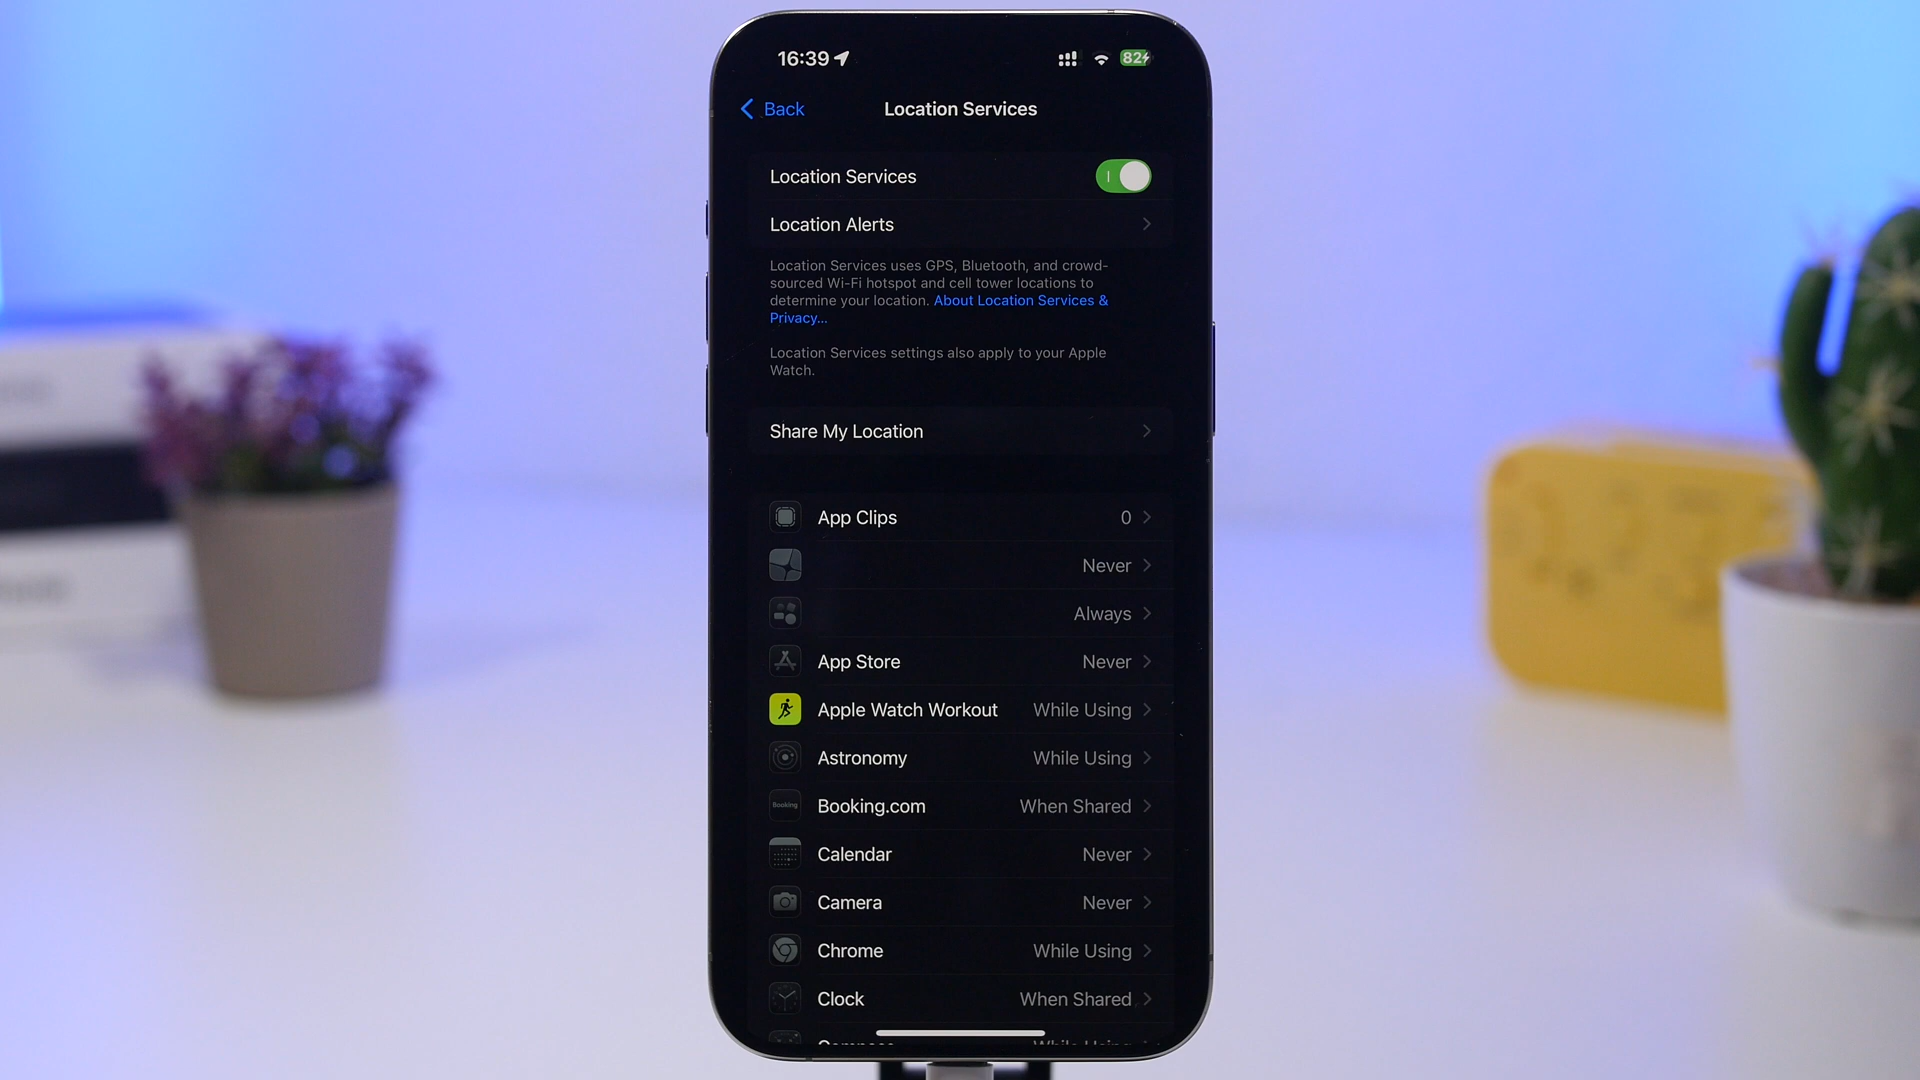 16:39
82
Back
Location Services
Location Services
Location Alerts
Location Services uses GPS, Bluetooth, and crowd-
sourced Wi-Fi hotspot and cell tower locations to
determine your location. About Location Services &
Privacy...
Location Services settings also apply to your Apple
Watch.
Share My Location
App Clips 0
Never
Always
App Store Never
Apple Watch Workout While Using
Astronomy While Using
Booking
Booking.com When Shared
Calendar Never
Camera Never
Chrome While Using
Clock When Shared